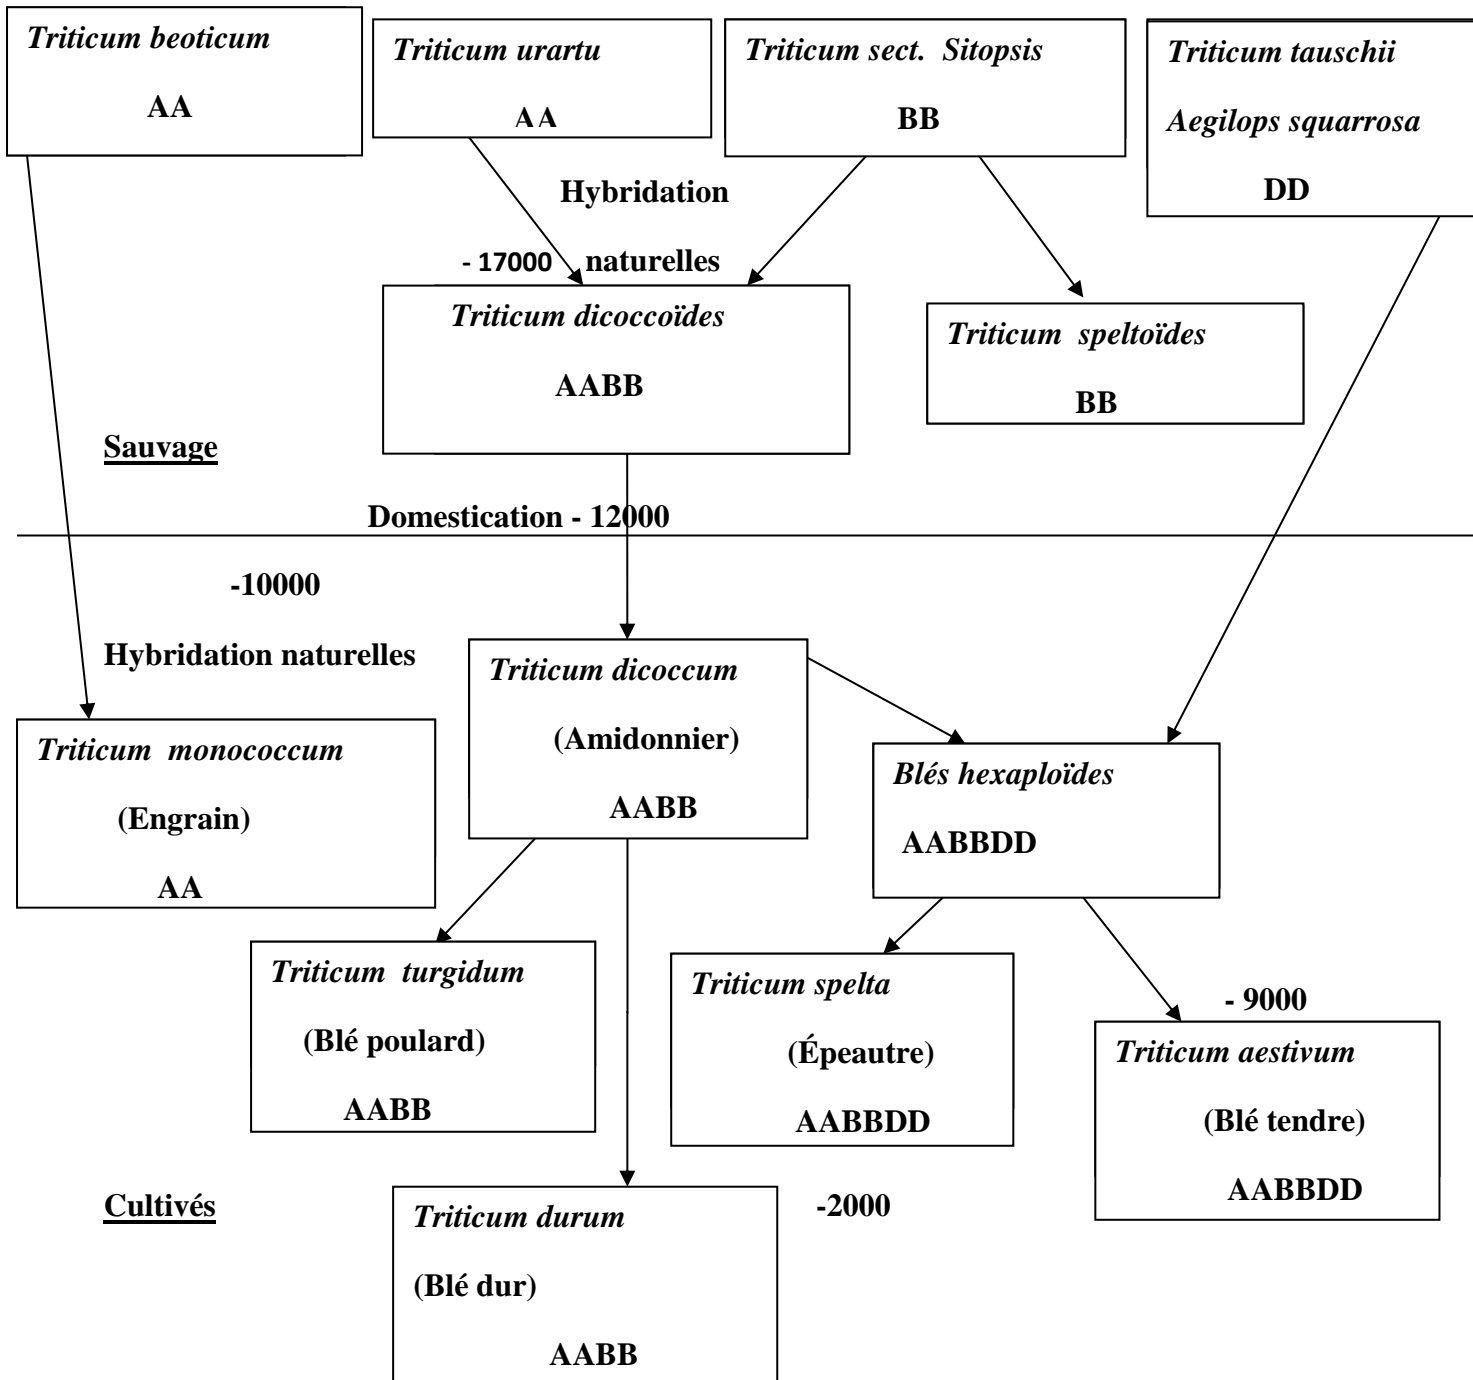 Triticum beoticum
AA
Triticum urartu
AA
Triticum sect. Sitopsis
BB
Triticum tauschii
Aegilops squarrosa
DD
Hybridation
- 17000 naturelles
Triticum dicoccoïdes
AABB
Triticum speltoïdes
BB
Sauvage
Domestication - 12000
-10000
Hybridation naturelles
Triticum monococcum
(Engrain)
AA
Triticum dicoccum
(Amidonnier)
AABB
Blés hexaploïdes
AABBDD
Triticum turgidum
(Blé poulard)
AABB
Triticum spelta
(Épeautre)
AABBDD
- 9000
Triticum aestivum
(Blé tendre)
AABBDD
Cultivés
Triticum durum
(Blé dur)
AABB
-2000